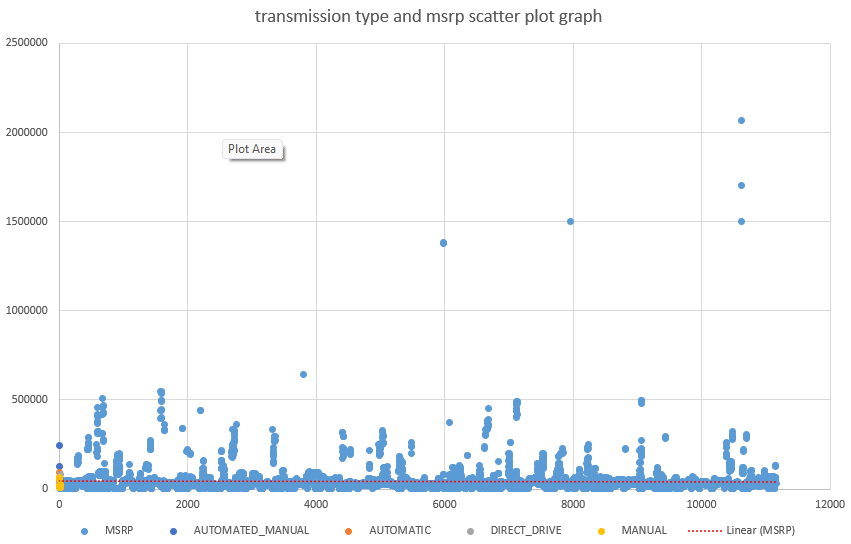 transmission type and msrp scatter plot graph
2500000
2000000
Plot Area
1500000
1000000
500000
0
0 2000 4000 6000 8000 10000 12000
MSRP AUTOMATED_MANUAL AUTOMATIC DIRECT_DRIVE MANUAL Linear (MSRP)